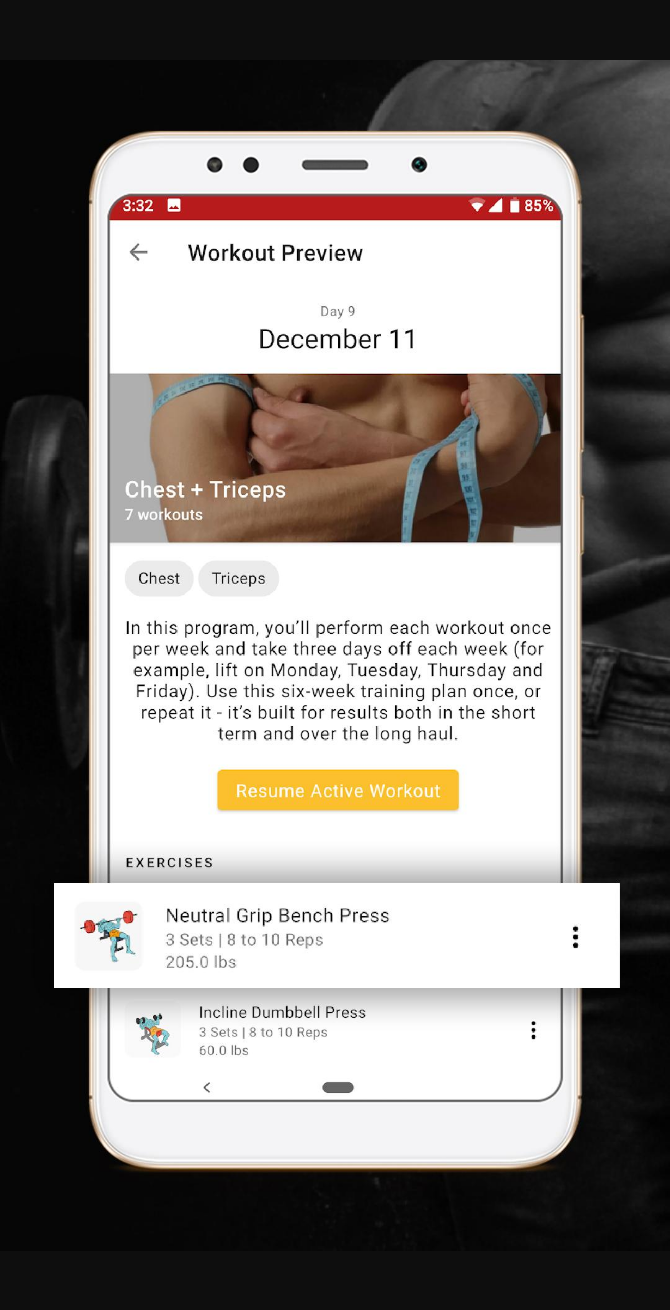 3:32 85%
Workout Preview
Day 9
December 11
Chest + Triceps
7 workouts
Chest Triceps
In this program, you’ll perform each workout once
per week and take three days off each week (for
example, lift on Monday, Tuesday, Thursday and
Friday). Use this six-week training plan once, or
repeat it - it’s built for results both in the short
term and over the long haul.
Resume Active Workout
EXERCISES
Neutral Grip Bench Press
3 Sets | 8 to 10 Reps
205.0 lbs
Incline Dumbbell Press
3 Sets | 8 to 10 Reps
60.0 lbs